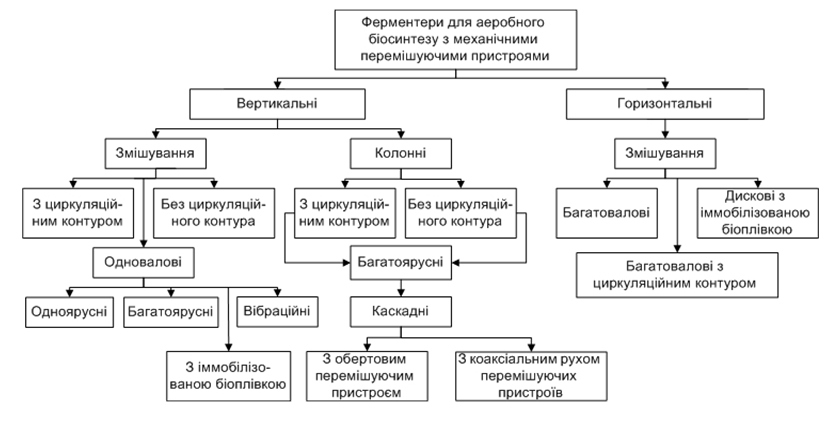 Ферментери для аеробного
біосинтезу з механічними
перемішуючими пристроями
Вертикальні
Горизонтальні
Змішування
Колонні
Змішування
З циркуляцій-
ним контуром
Без циркуляцій-
ного контура
З циркуляцій-
ним контуром
Без циркуляцій-
ного контура
Багатовалові
Дискові з
іммобілізованою
біоплівкою
Одновалові
Багатоярусні
Багатовалові з
циркуляційним контуром
Одноярусні
Багатоярусні
Вібраційні
Каскадні
З іммобілізо-
ваною біоплівкою
З обертовим
перемішуючим
пристроєм
З коаксіальним рухом
перемішуючих
пристроїв